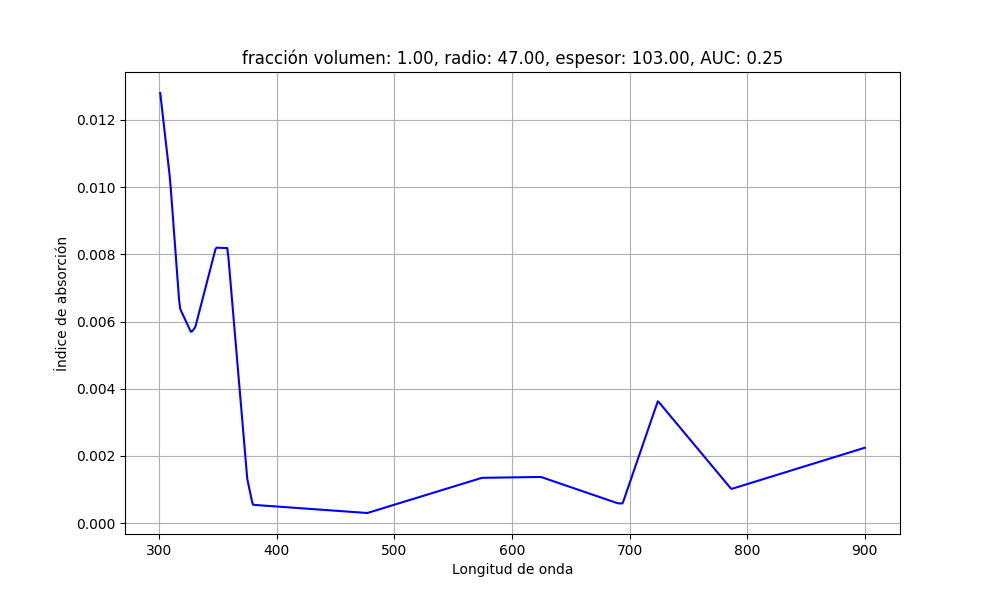 fracción volumen: 1.00, radio: 47.00, espesor: 103.00, AUC: 0.25
Índice de absorción
0.012
0.010
0.008
0.006
0.004
0.002
0.000
300 400 500 600 700 800 900
Longitud de onda